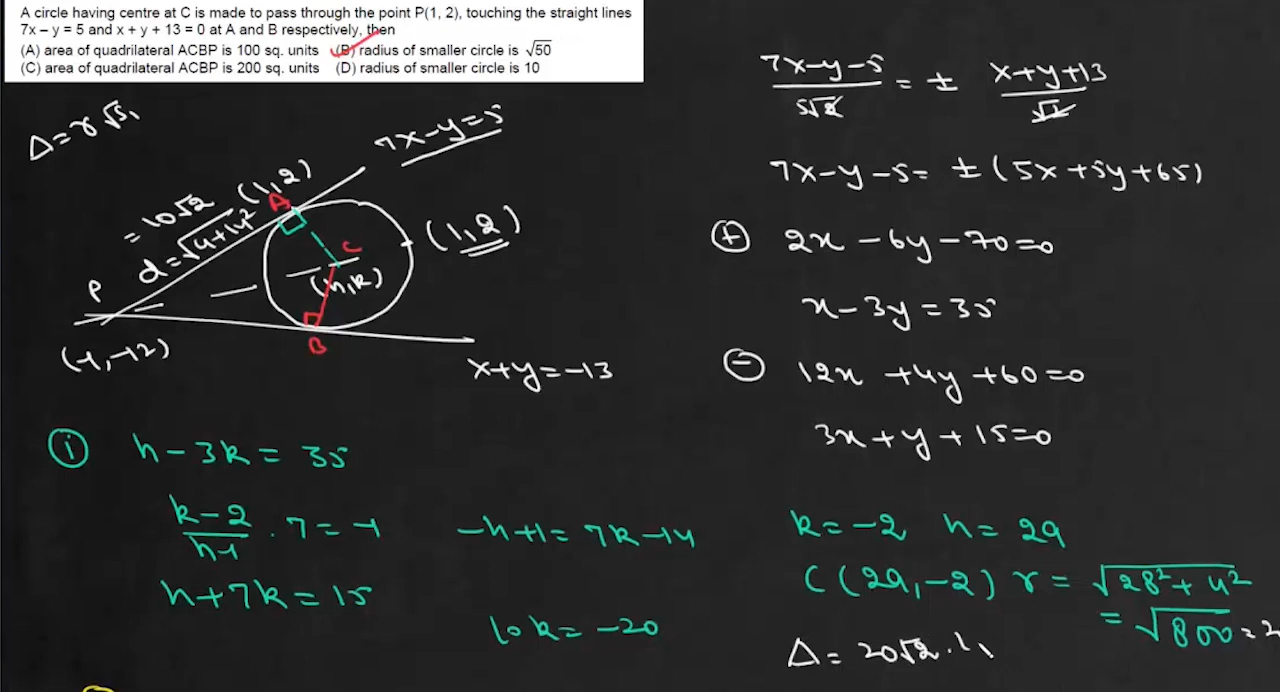 A circle having centre at C is made to pass through the point P(1, 2), touching the straight lines
7x – y = 5 and x + y + 13 = 0 at A and B respectively, then
(A) area of quadrilateral ACBP is 100 sq. units (B) radius of smaller circle is √50
(C) area of quadrilateral ACBP is 200 sq. units (D) radius of smaller circle is 10
Δ = r√s₁
7x-y=5
= 10√2
d = √4+14²
(1,2)
A
(1,2)
C
(h,k)
P
B
(-1,-12)
x+y=-13
(7x-y-5)/(5√2) = ± (x+y+13)/√2
7x-y-5 = ±(5x+5y+65)
⊕ 2x-6y-70=0
x-3y=35
⊖ 12x+4y+60=0
3x+y+15=0
① h-3k=35
(k-2)/(h-1) · 7 = -1
-h+1=7k-14
h+7k=15
10k=-20
k=-2 h=29
C(29,-2) r = √28²+4²
= √800 = 2
Δ = 20√2 ·